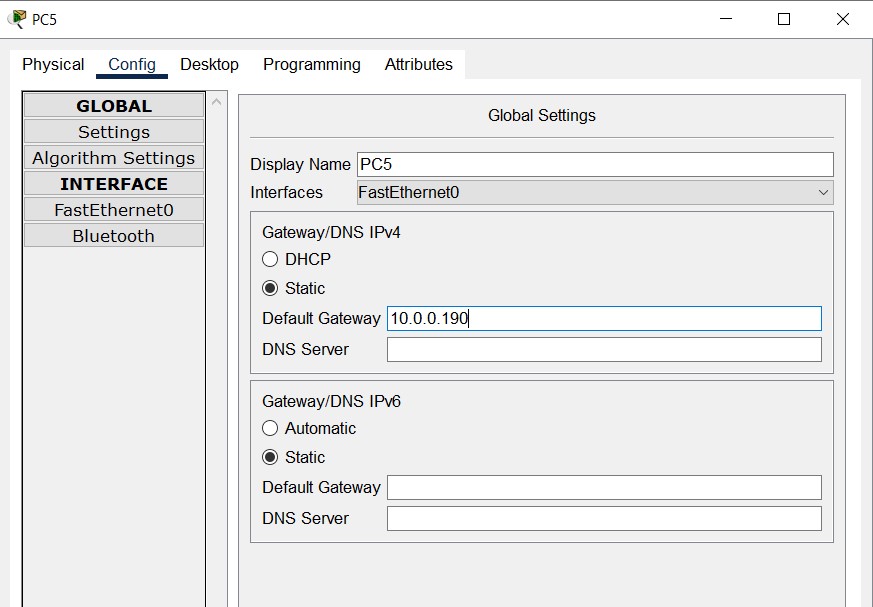 PC5
Physical Config Desktop Programming Attributes
GLOBAL
Settings
Algorithm Settings
INTERFACE
FastEthernet0
Bluetooth
Global Settings
Display Name PC5
Interfaces FastEthernet0
Gateway/DNS IPv4
DHCP
Static
Default Gateway 10.0.0.190
DNS Server
Gateway/DNS IPv6
Automatic
Static
Default Gateway
DNS Server